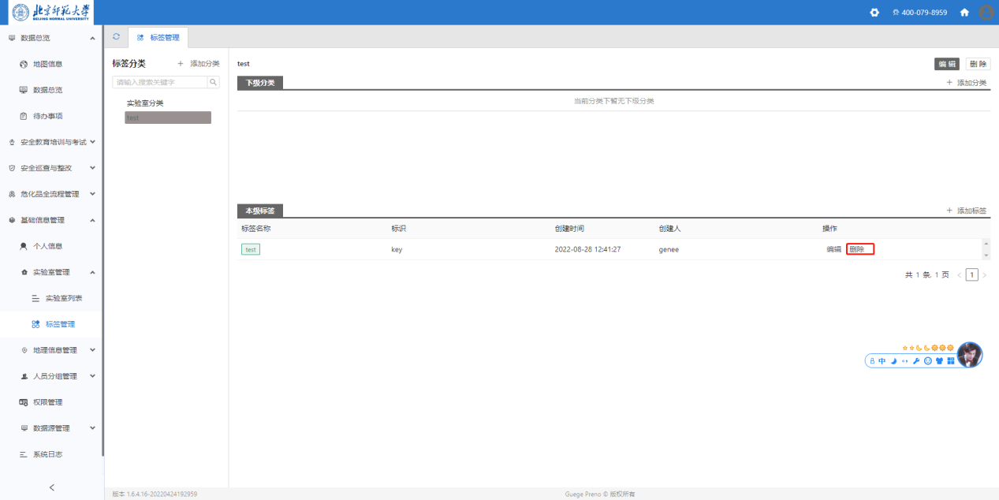 北京师范大学
BEIJING NORMAL UNIVERSITY
400-079-8959
数据总览
地图信息
数据总览
待办事项
安全教育培训与考试
安全巡查与整改
危化品全流程管理
基础信息管理
个人信息
实验室管理
实验室列表
标签管理
地理信息管理
人员分组管理
权限管理
数据源管理
系统日志
标签管理
标签分类
+ 添加分类
请输入搜索关键字
实验室分类
test
test
编辑 删除
下级分类
+ 添加分类
当前分类下暂无下级分类
本级标签
+ 添加标签
标签名称 标识 创建时间 创建人 操作
test key 2022-08-28 12:41:27 genee 编辑 删除
共 1 条, 1 页 < 1 >
中
版本 1.6.4.16-20220424192959
Guege Preno © 版权所有